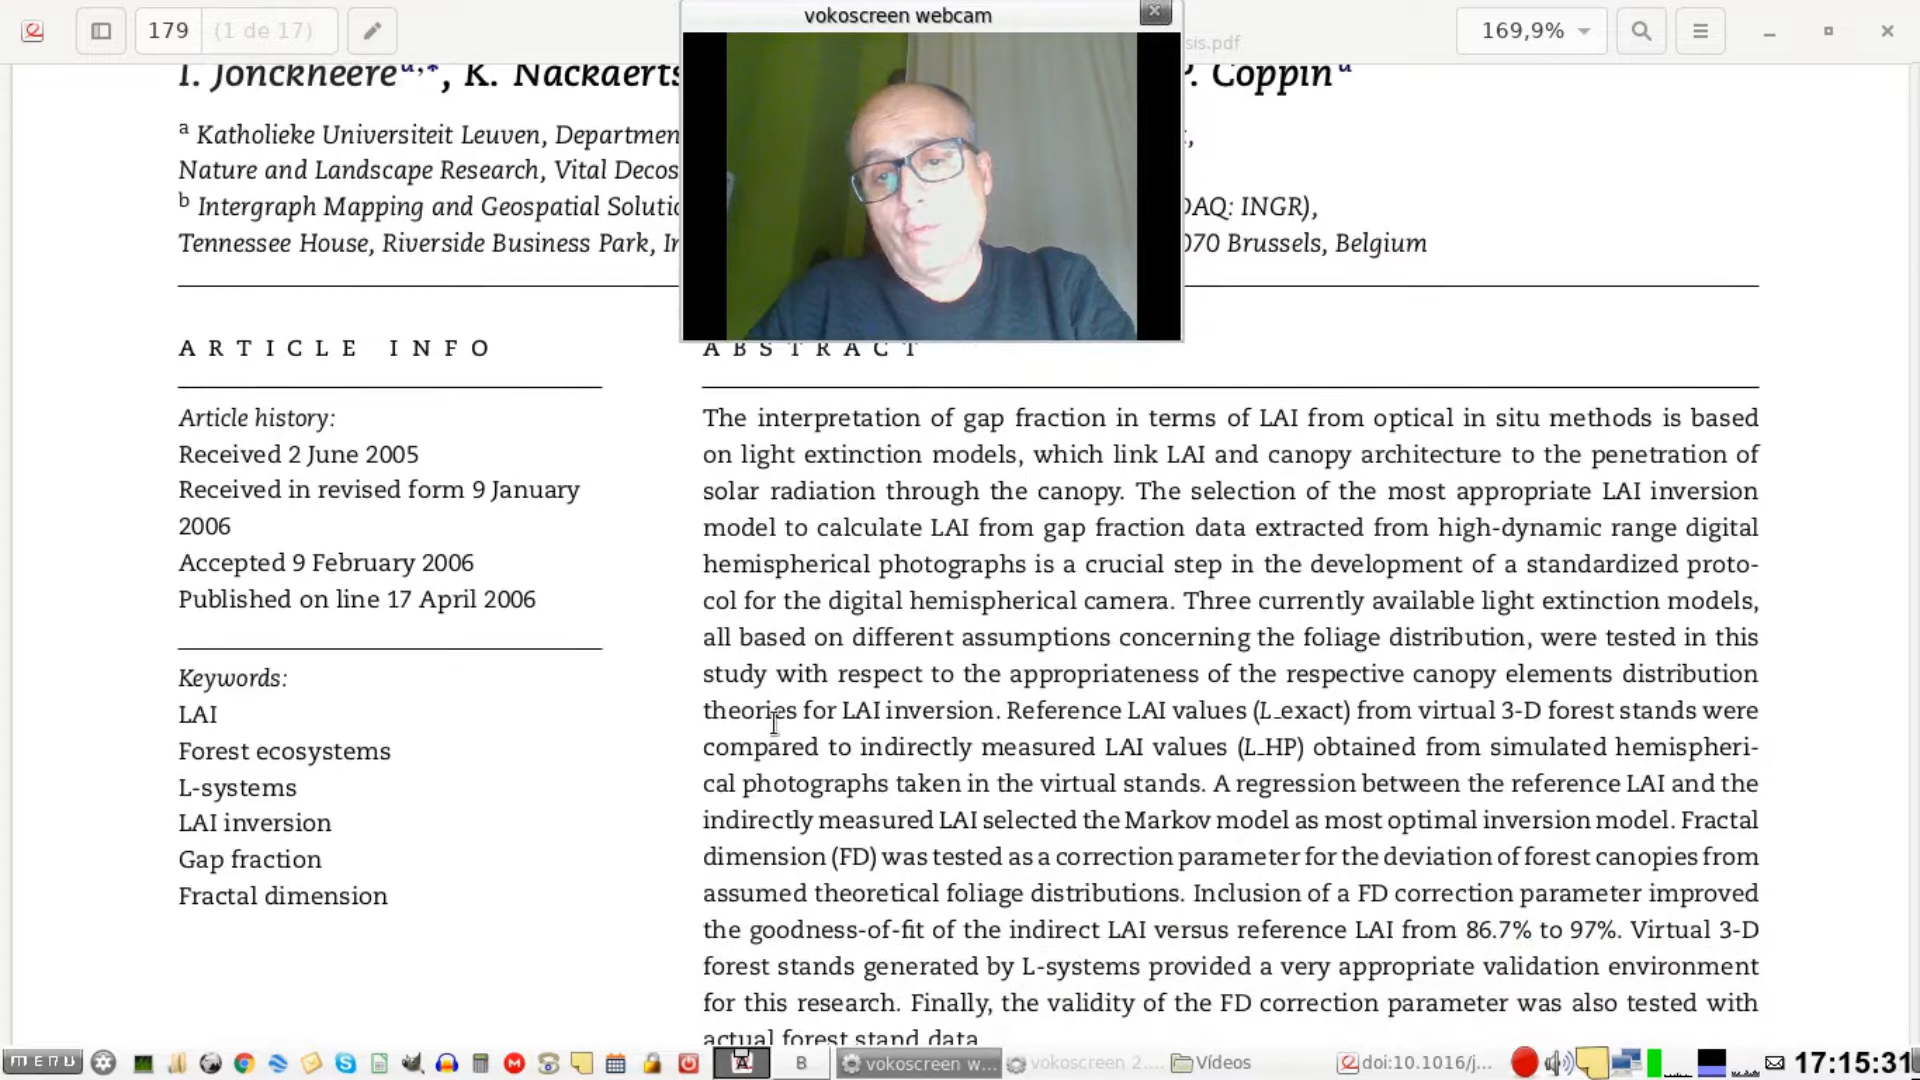 vokoscreen webcam
179 (1 de 17)
sis.pdf
169,9%
I. Jonckheere a,*, K. Nackaerts
P. Coppin a
a Katholieke Universiteit Leuven,
Nature and Landscape Research, Vital
b Intergraph Mapping and Geospatial
DAQ: INGR),
Tennessee House, Riverside Business Park,
070 Brussels, Belgium
ARTICLE INFO
Article history:
Received 2 June 2005
Received in revised form 9 January
2006
Accepted 9 February 2006
Published on line 17 April 2006
Keywords:
LAI
Forest ecosystems
L-systems
LAI inversion
Gap fraction
Fractal dimension
ABSTRACT
The interpretation of gap fraction in terms of LAI from optical in situ methods is based
on light extinction models, which link LAI and canopy architecture to the penetration of
solar radiation through the canopy. The selection of the most appropriate LAI inversion
model to calculate LAI from gap fraction data extracted from high-dynamic range digital
hemispherical photographs is a crucial step in the development of a standardized proto-
col for the digital hemispherical camera. Three currently available light extinction models,
all based on different assumptions concerning the foliage distribution, were tested in this
study with respect to the appropriateness of the respective canopy elements distribution
theories for LAI inversion. Reference LAI values (L_exact) from virtual 3-D forest stands were
compared to indirectly measured LAI values (L_HP) obtained from simulated hemispheri-
cal photographs taken in the virtual stands. A regression between the reference LAI and the
indirectly measured LAI selected the Markov model as most optimal inversion model. Fractal
dimension (FD) was tested as a correction parameter for the deviation of forest canopies from
assumed theoretical foliage distributions. Inclusion of a FD correction parameter improved
the goodness-of-fit of the indirect LAI versus reference LAI from 86.7% to 97%. Virtual 3-D
forest stands generated by L-systems provided a very appropriate validation environment
for this research. Finally, the validity of the FD correction parameter was also tested with
actual forest stand data.
MENU
A
B
vokoscreen w...
vokoscreen 2....
Vídeos
doi:10.1016/j...
17:15:31